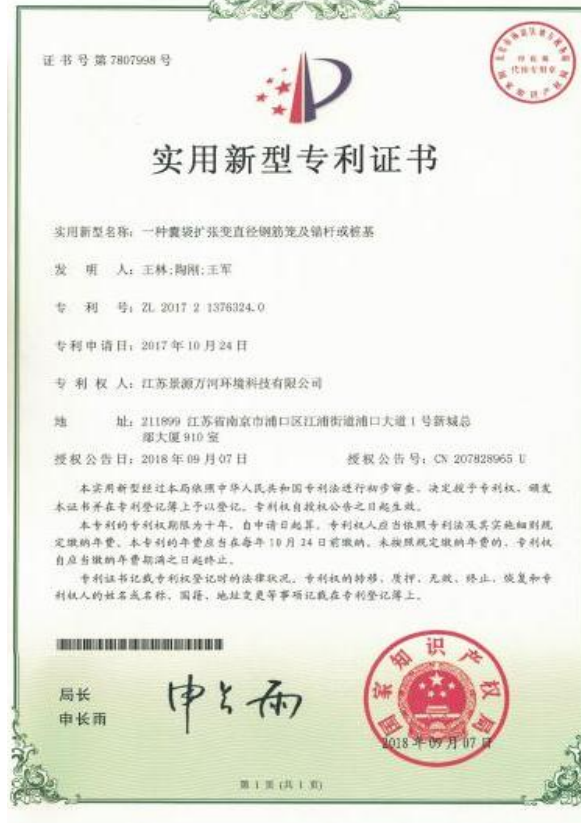 证书号第7807998号
实用新型专利证书
实用新型名称：一种囊袋扩张变直径钢筋笼及锚杆或桩基
发 明 人：王林;陶刚;王军
专 利 号：ZL 2017 2 1376324.0
专利申请日：2017年10月24日
专 利 权 人：江苏景源万河环境科技有限公司
地 址：211899 江苏省南京市浦口区江浦街道浦口大道1号新城总
部大厦910室
授权公告日：2018年09月07日 授权公告号：CN 207828965 U
本实用新型经过本局依照中华人民共和国专利法进行初步审查，决定授予专利权，颁发
本证书并在专利登记簿上予以登记。专利权自授权公告之日起生效。
本专利的专利权期限为十年，自申请日起算。专利权人应当依照专利法及其实施细则规
定缴纳年费。本专利的年费应当在每年10月24日前缴纳。未按照规定缴纳年费的，专利权
自应当缴纳年费期满之日起终止。
专利证书记载专利权登记时的法律状况。专利权的转移、质押、无效、终止、恢复和专
利权人的姓名或名称、国籍、地址变更等事项记载在专利登记簿上。
局长
申长雨
申长雨
国家知识产权局
2018年09月07日
第1页(共1页)